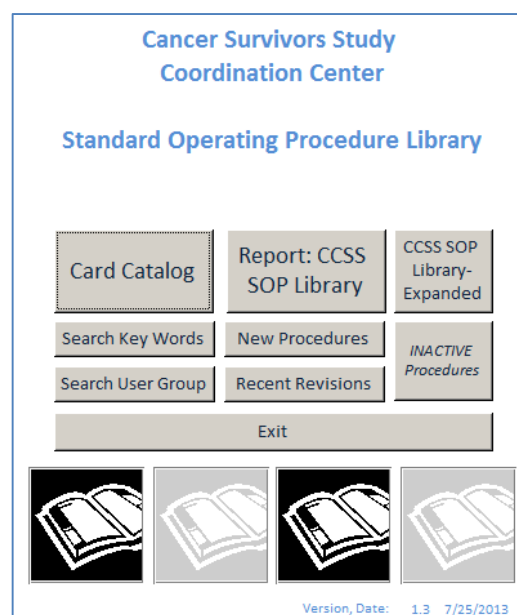 Cancer Survivors Study
Coordination Center
Standard Operating Procedure Library
Card Catalog
Report: CCSS
SOP Library
CCSS SOP
Library-
Expanded
Search Key Words
New Procedures
INACTIVE
Procedures
Search User Group
Recent Revisions
Exit
Version, Date: 1.3 7/25/2013